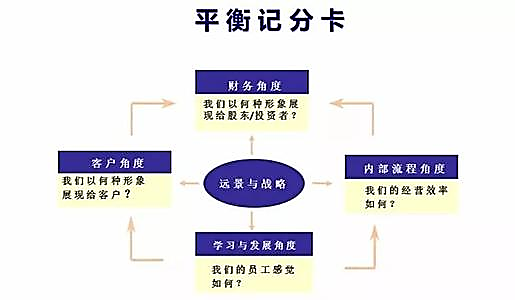 平衡记分卡
财务角度
我们以何种形象展
现给股东/投资者？
客户角度
我们以何种形象
展现给客户？
远景与战略
内部流程角度
我们的经营效率
如何？
学习与发展角度
我们的员工感觉
如何？